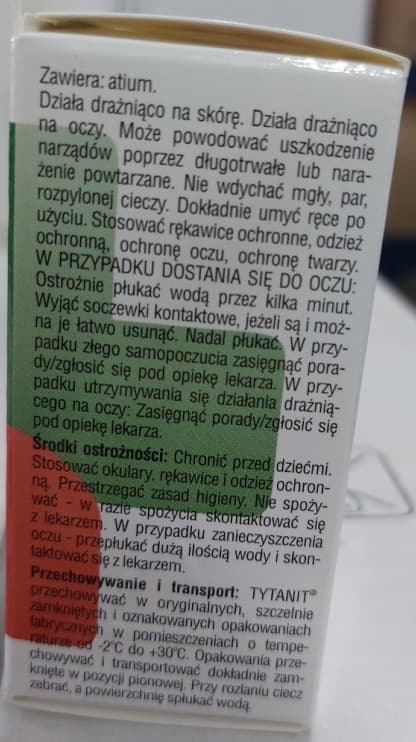 Zawiera: atium.
Działa drażniąco na skórę. Działa drażniąco
na oczy. Może powodować uszkodzenie
narządów poprzez długotrwałe lub nara-
żenie powtarzane. Nie wdychać mgły, par,
rozpylonej cieczy. Dokładnie umyć ręce po
użyciu. Stosować rękawice ochronne, odzież
ochronną, ochronę oczu, ochronę twarzy.
W PRZYPADKU DOSTANIA SIĘ DO OCZU:
Ostrożnie płukać wodą przez kilka minut.
Wyjąć soczewki kontaktowe, jeżeli są i moż-
na je łatwo usunąć. Nadal płukać. W przy-
padku złego samopoczucia zasięgnąć pora-
dy/zgłosić się pod opiekę lekarza. W przy-
padku utrzymywania się działania drażnią-
cego na oczy: Zasięgnąć porady/zgłosić się
pod opiekę lekarza.
Środki ostrożności: Chronić przed dziećmi.
Stosować okulary, rękawice i odzież ochron-
ną. Przestrzegać zasad higieny. Nie spoży-
wać - w razie spożycia skontaktować się
z lekarzem. W przypadku zanieczyszczenia
oczu - przepłukać dużą ilością wody i skon-
taktować się z lekarzem.
Przechowywanie i transport: TYTANIT®
przechowywać w oryginalnych, szczelnie
zamkniętych i oznakowanych opakowaniach
fabrycznych w pomieszczeniach o tempe-
raturze od -2°C do +30°C. Opakowania prze-
chowywać i transportować dokładnie zam-
knięte w pozycji pionowej. Przy rozlaniu ciecz
zebrać, a powierzchnię spłukać wodą.